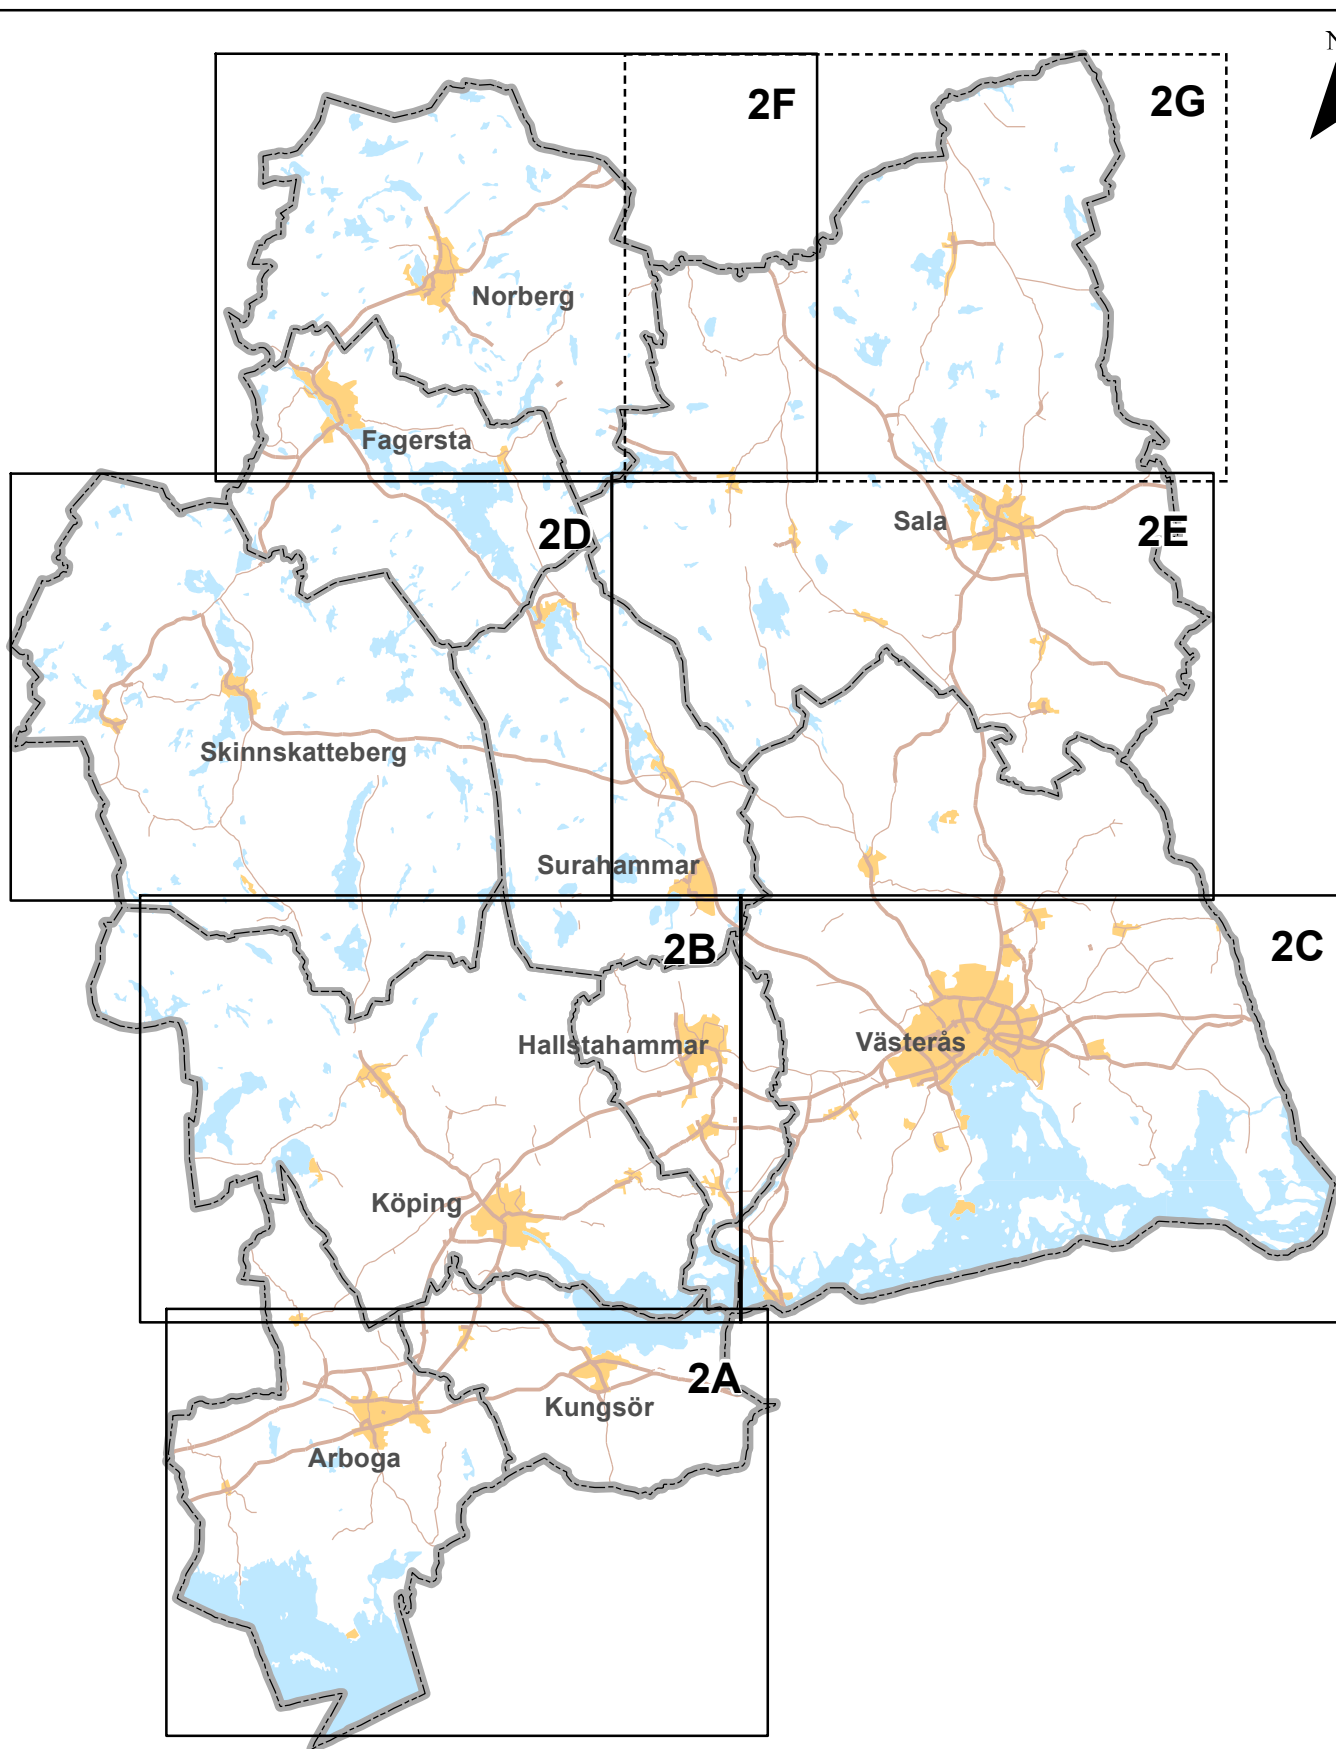 N
2F
2G
Norberg
Fagersta
Sala
2D
2E
Skinnskatteberg
Surahammar
2B
2C
Hallstahammar
Västerås
Köping
2A
Kungsör
Arboga